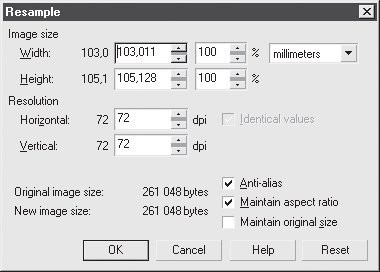 Resample
Image size
Width: 103,0 103,011 100 % millimeters
Height: 105,1 105,128 100 %
Resolution
Horizontal: 72 72 dpi Identical values
Vertical: 72 72 dpi
Original image size: 261 048 bytes Anti-alias
New image size: 261 048 bytes Maintain aspect ratio
Maintain original size
OK Cancel Help Reset